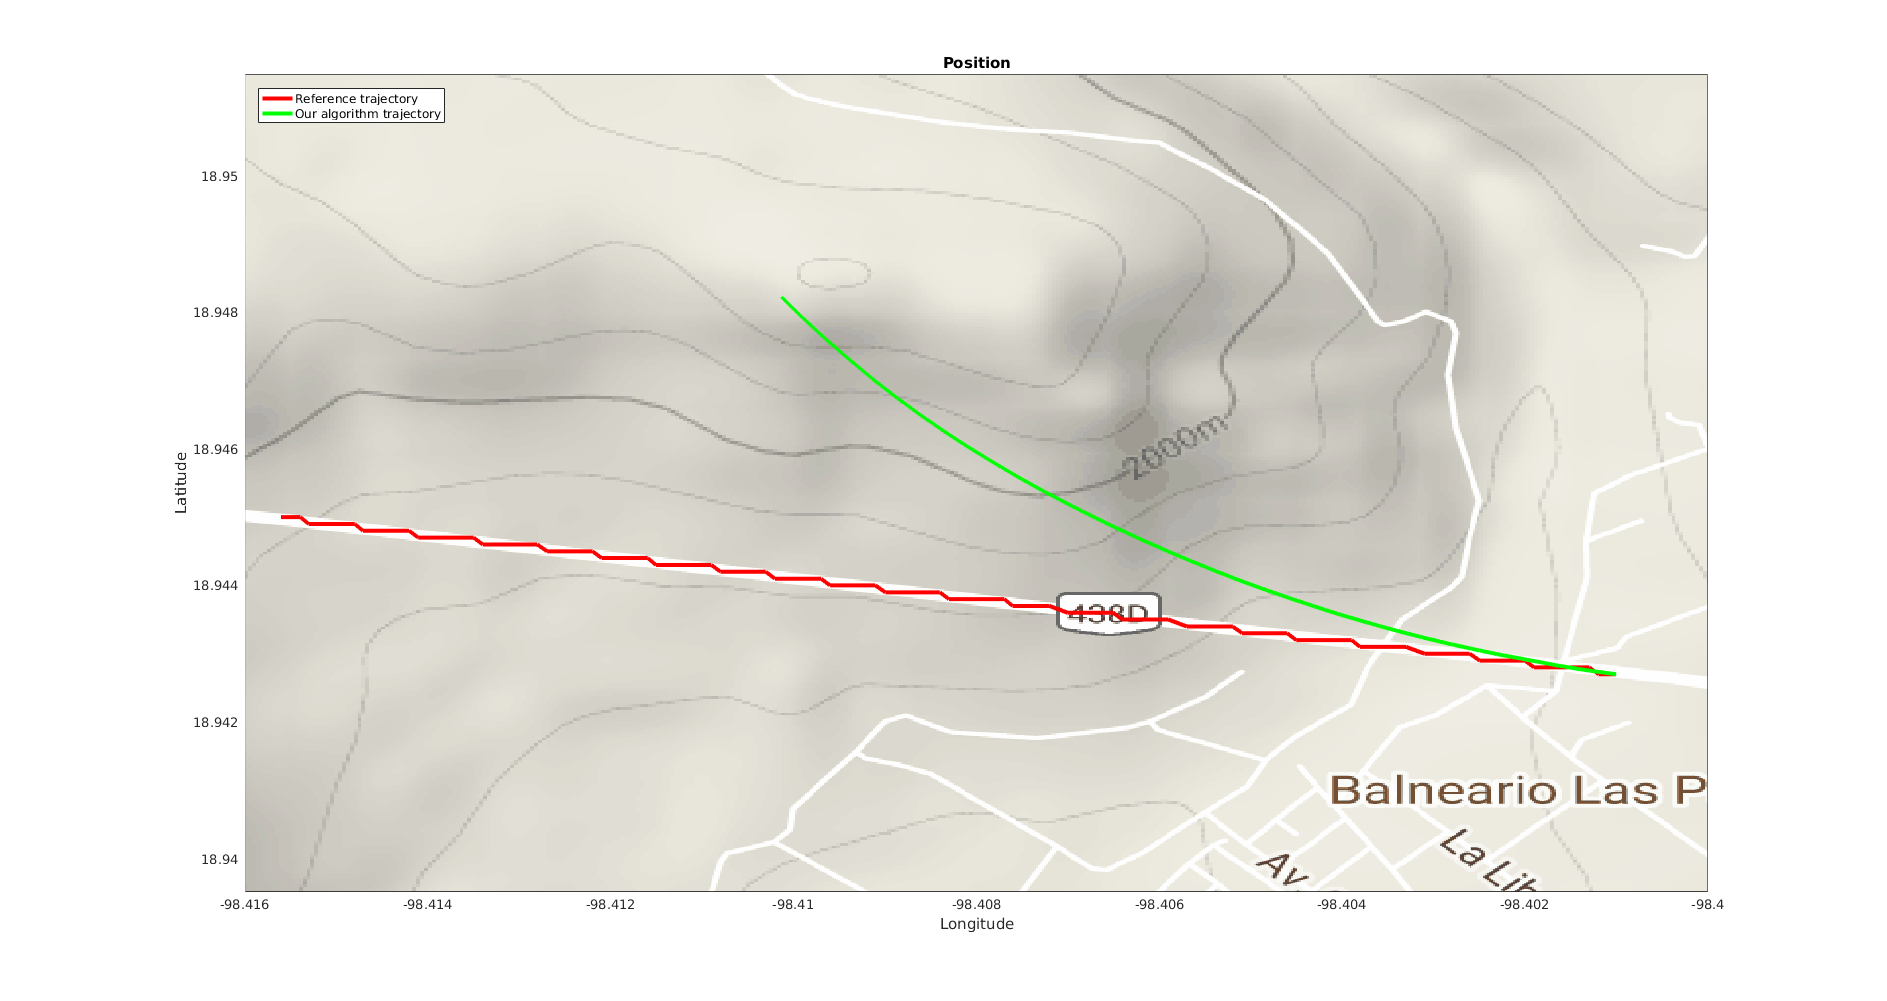 Position
Reference trajectory
Our algorithm trajectory
18.95
18.948
18.946
18.944
18.942
18.94
Latitude
2000m
438D
Balneario Las P
La Lib
Av
-98.416
-98.414
-98.412
-98.41
-98.408
-98.406
-98.404
-98.402
-98.4
Longitude